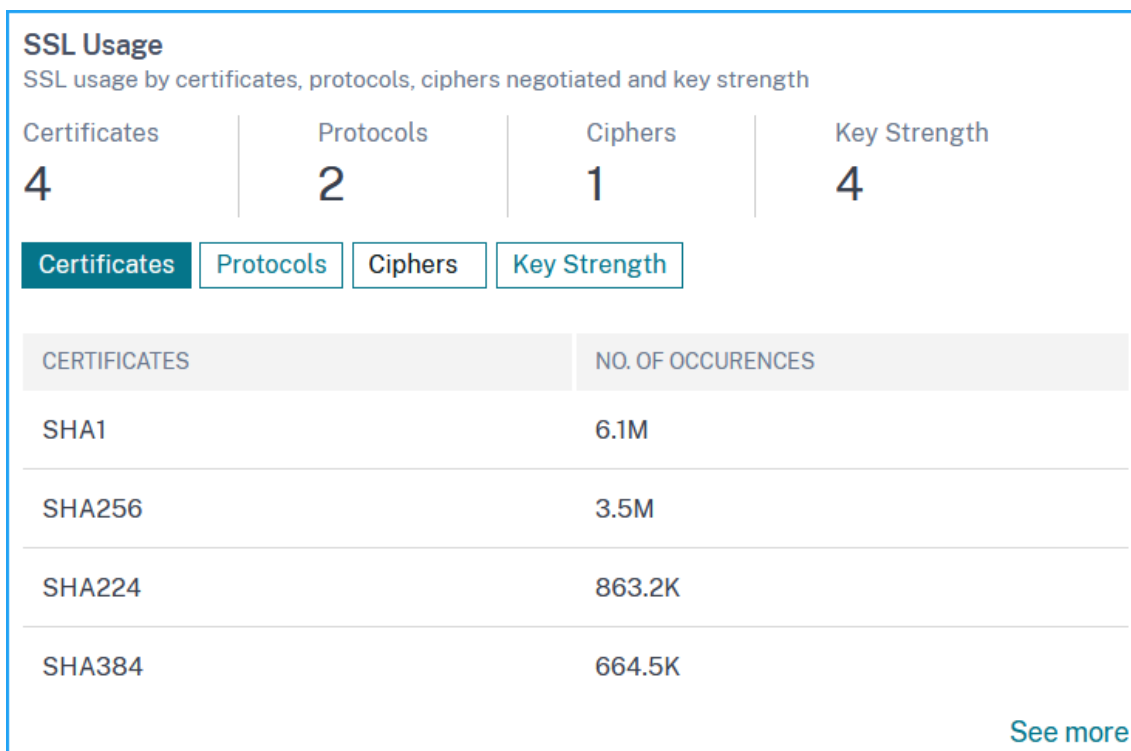 SSL Usage
SSL usage by certificates, protocols, ciphers negotiated and key strength
Certificates Protocols Ciphers Key Strength
4 2 1 4
Certificates Protocols Ciphers Key Strength
CERTIFICATES NO. OF OCCURENCES
SHA1 6.1M
SHA256 3.5M
SHA224 863.2K
SHA384 664.5K
See more